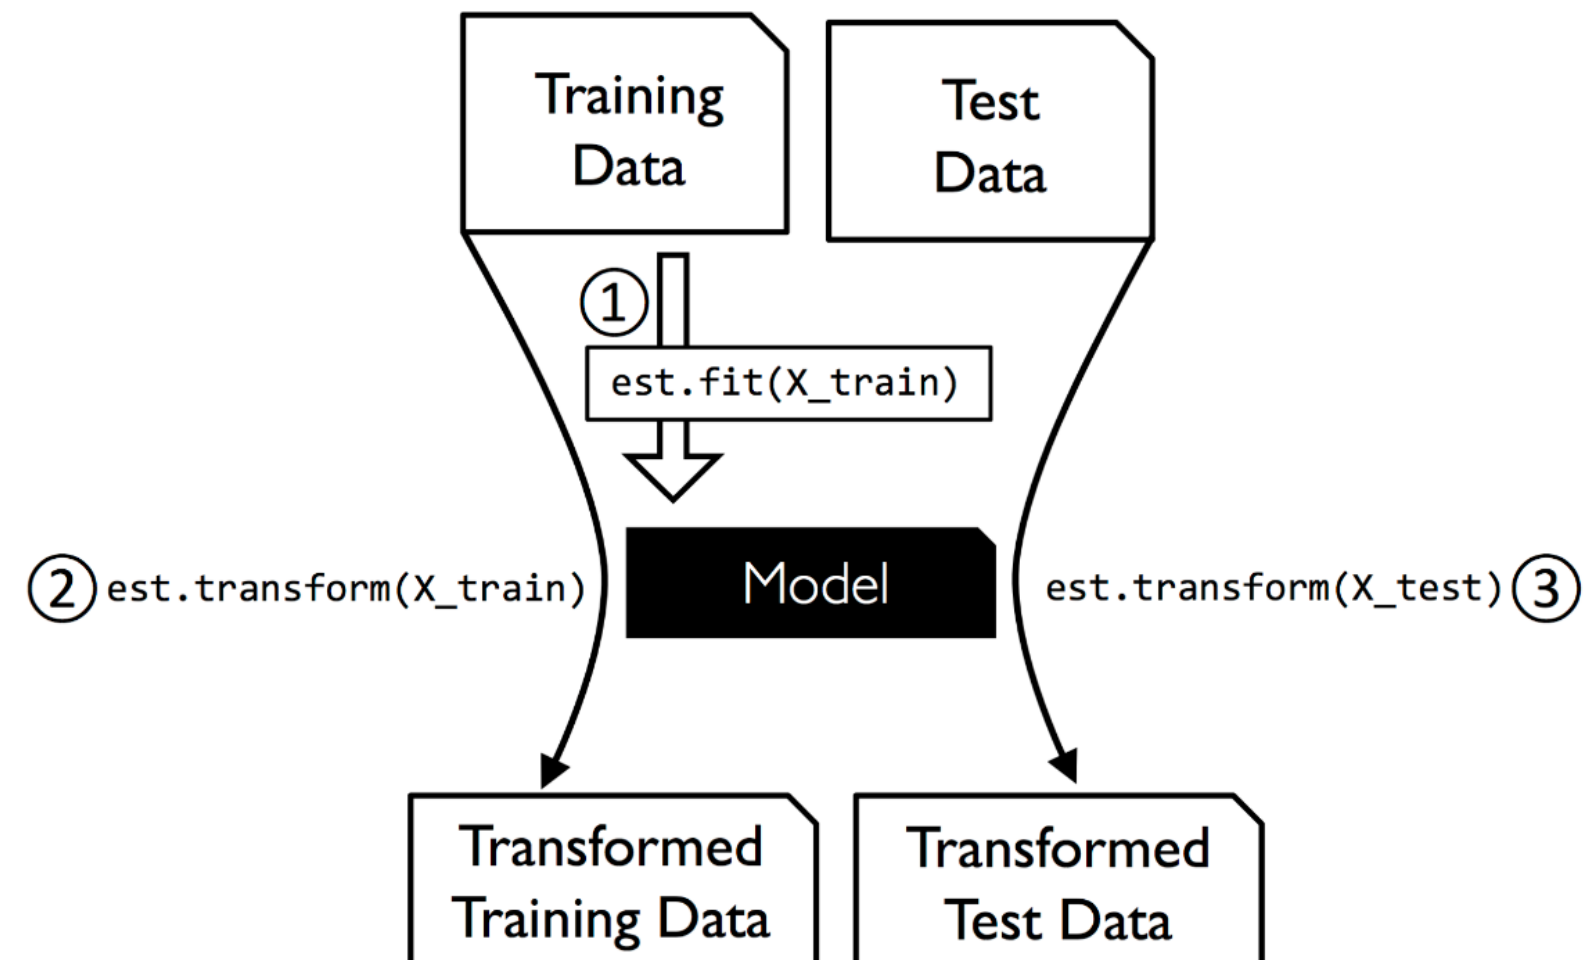 Training
Data
Test
Data
1
est.fit(X_train)
2 est.transform(X_train)
Model
est.transform(X_test) 3
Transformed
Training Data
Transformed
Test Data